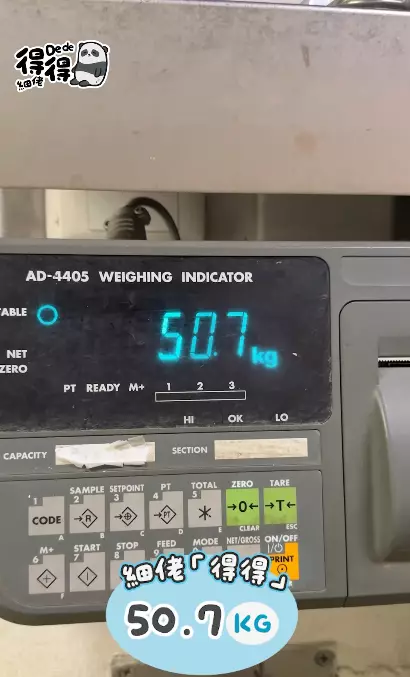 De de
得得
細佬
AD-4405 WEIGHING INDICATOR
TABLE
50.7 kg
NET
ZERO
PT READY M+ 1 2 3
HI OK LO
CAPACITY SECTION
SAMPLE SETPOINT PT TOTAL ZERO TARE
1 2 3 4 5
CODE →R← →⊕← →PT← * →0← →T←
A B C D E CLEAR ESC
M+ START STOP FEED MODE NET/GROSS ON/OFF
6 7 8 9
I/⏻
PRINT
F
細佬「得得」
50.7 KG